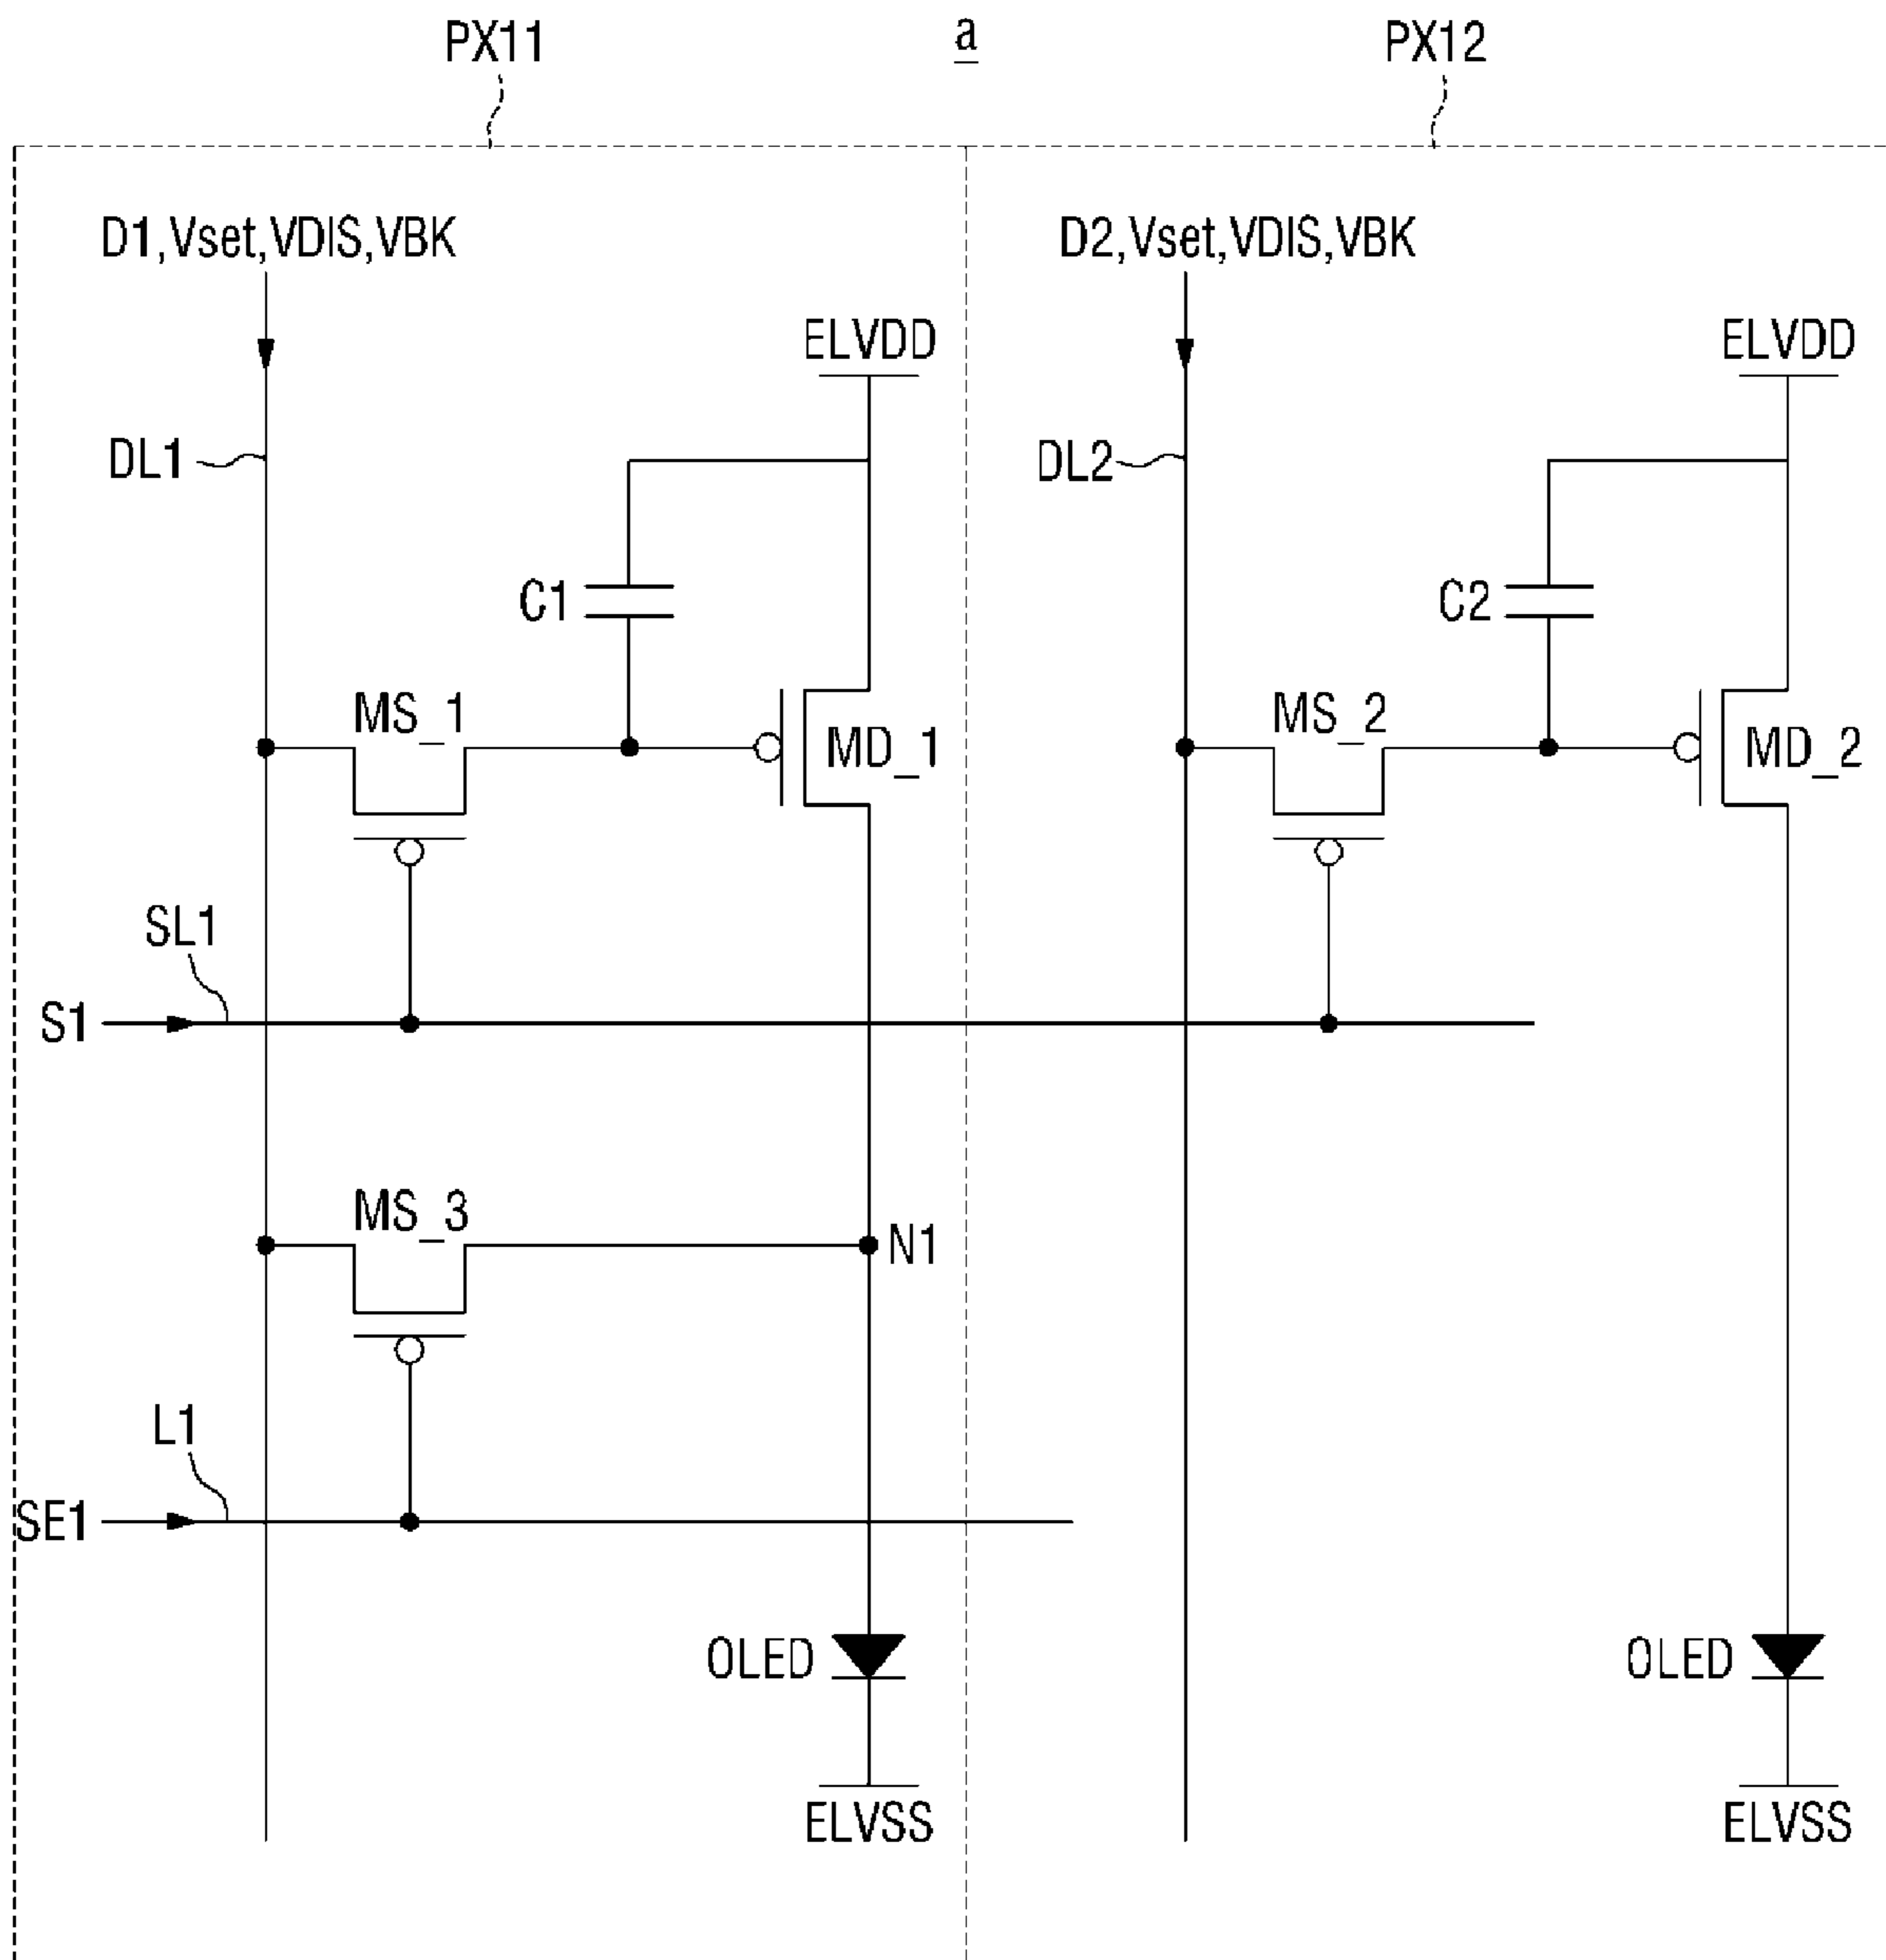 PX11
a
PX12
D1,Vset,VDIS,VBK
D2,Vset,VDIS,VBK
ELVDD
ELVDD
DL1
DL2
C1
C2
MS_1
MD_1
MS_2
MD_2
SL1
S1
MS_3
N1
L1
SE1
OLED
OLED
ELVSS
ELVSS